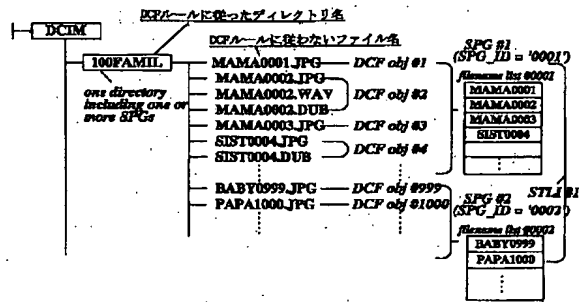 DCFルールに従ったディレクトリ名
DCIM
DCFルールに従わないファイル名
100FAMIL
one directory
including one or
more SPGs
MAMA0001.JPG
DCF obj #1
MAMA0002.JPG
MAMA0002.WAV
DCF obj #2
MAMA0002.DUB
MAMA0003.JPG
DCF obj #3
SIST0004.JPG
DCF obj #4
SIST0004.DUB
BABY0999.JPG
DCF obj #999
PAPA1000.JPG
DCF obj #1000
SPG #1
(SPG_ID = '0001')
filename list #0001
MAMA0001
MAMA0002
MAMA0003
SIST0004
STLI #1
SPG #2
(SPG_ID = '0002')
filename list #0002
BABY0999
PAPA1000